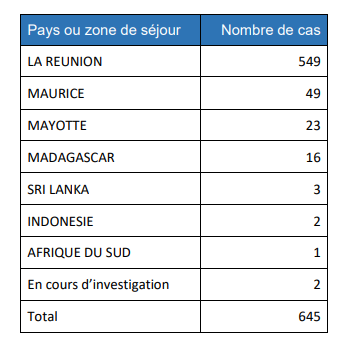 Pays ou zone de séjour Nombre de cas
LA REUNION 549
MAURICE 49
MAYOTTE 23
MADAGASCAR 16
SRI LANKA 3
INDONESIE 2
AFRIQUE DU SUD 1
En cours d’investigation 2
Total 645